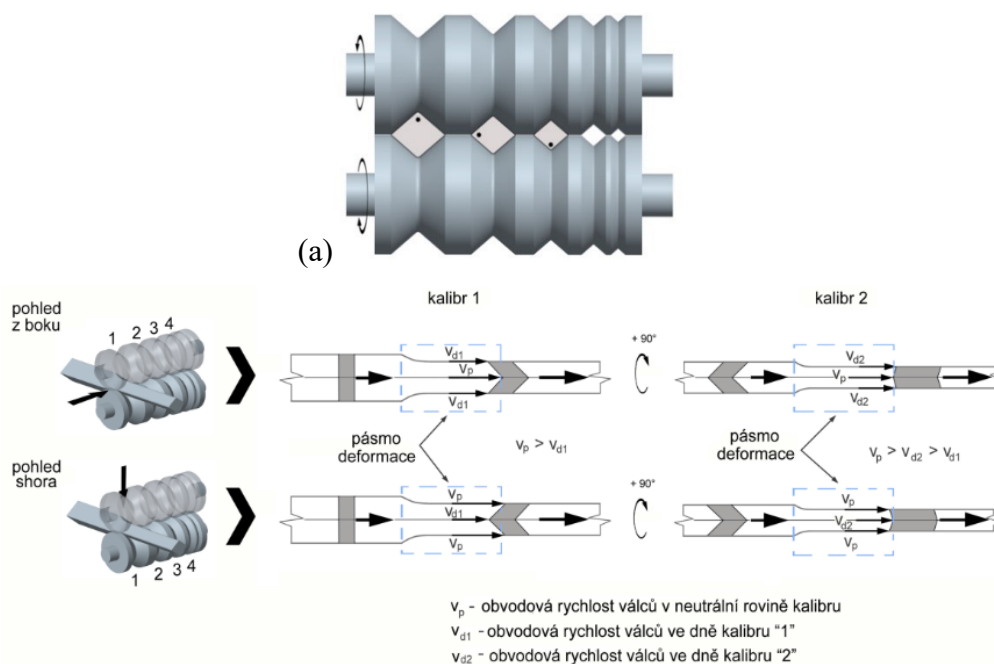 (a)
pohled
z boku
1 2 3 4
kalibr 1
kalibr 2
v_d1
v_p
v_d1
+ 90°
v_d2
v_p
v_d2
pásmo
deformace
v_p > v_d1
pásmo
deformace
v_p > v_d2 > v_d1
pohled
shora
1 2 3 4
v_p
v_d1
v_p
+ 90°
v_p
v_d2
v_p
v_p - obvodová rychlost válců v neutrální rovině kalibru
v_d1 - obvodová rychlost válců ve dně kalibru "1"
v_d2 - obvodová rychlost válců ve dně kalibru "2"